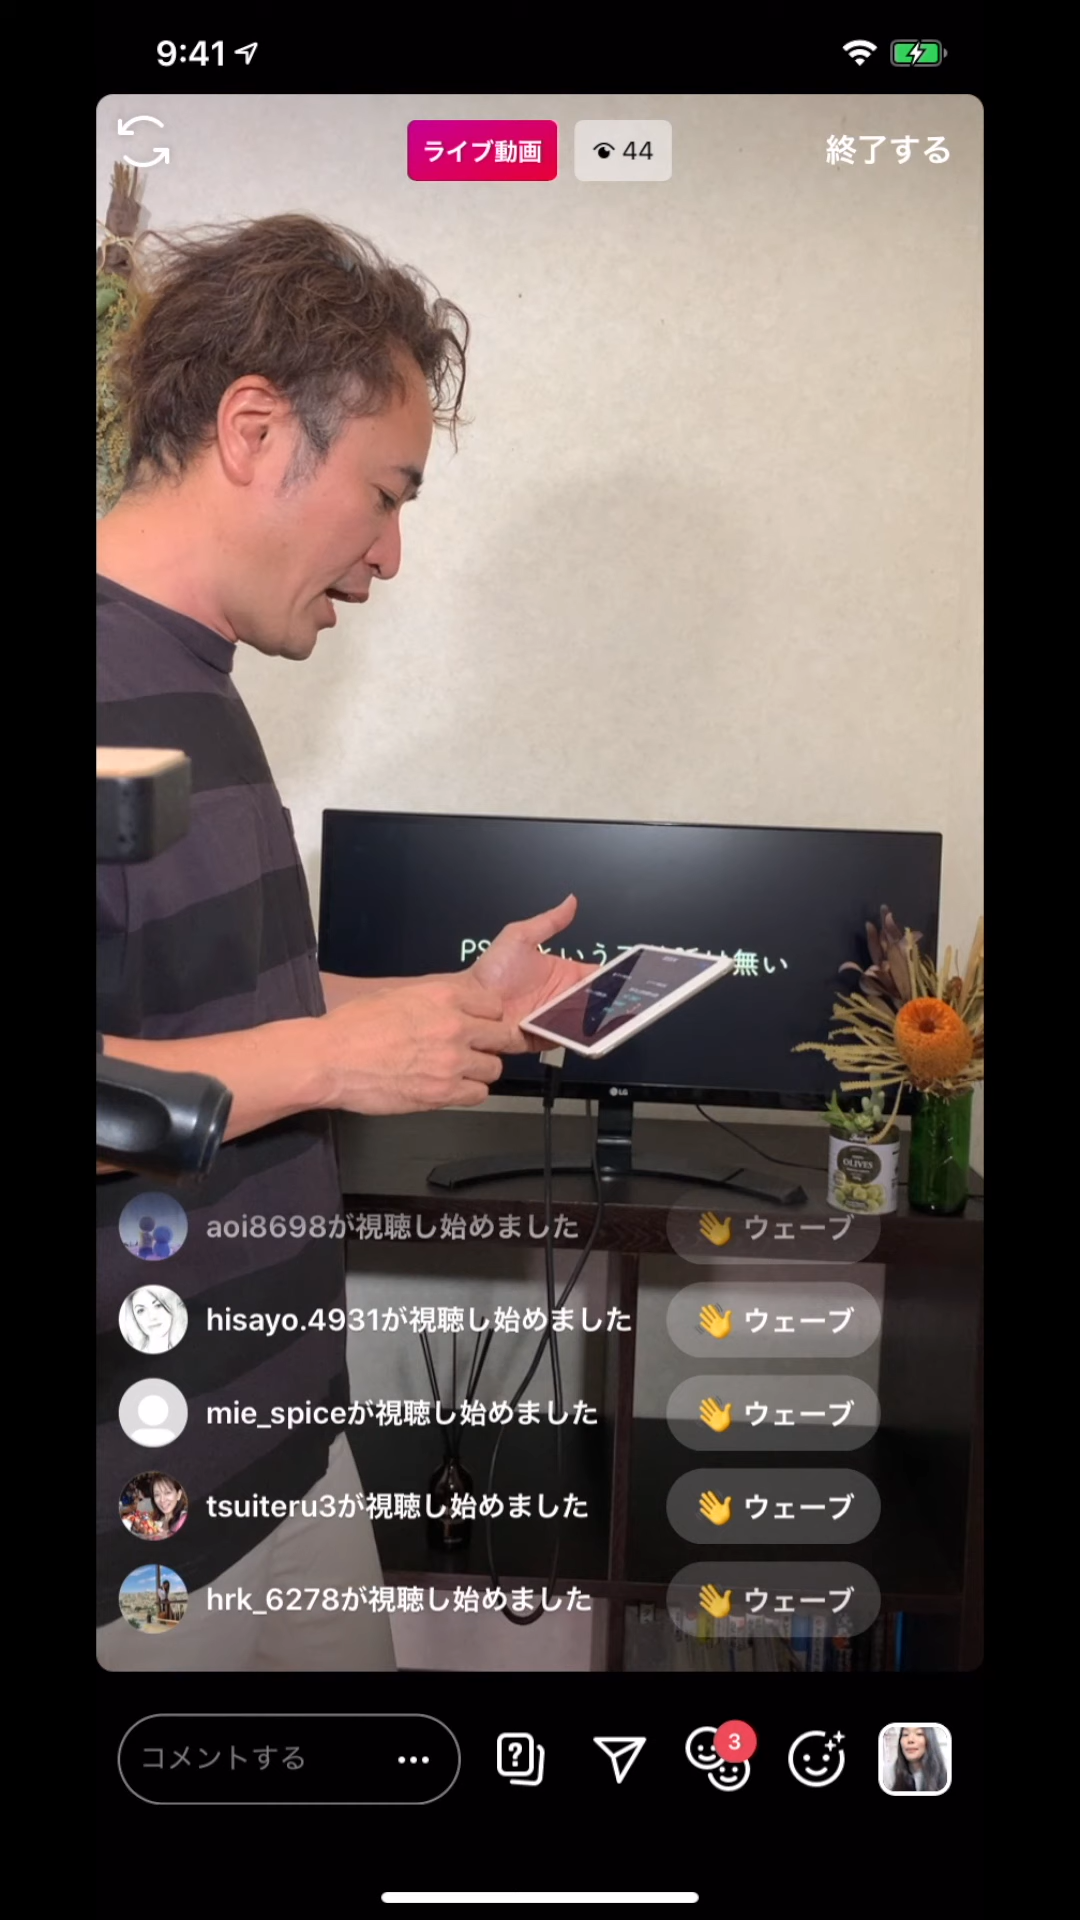 9:41
ライブ動画
44
終了する
PS
いう
無い
LG
OLIVES
aoi8698が視聴し始めました
ウェーブ
hisayo.4931が視聴し始めました
ウェーブ
mie_spiceが視聴し始めました
ウェーブ
tsuiteru3が視聴し始めました
ウェーブ
hrk_6278が視聴し始めました
ウェーブ
コメントする
3